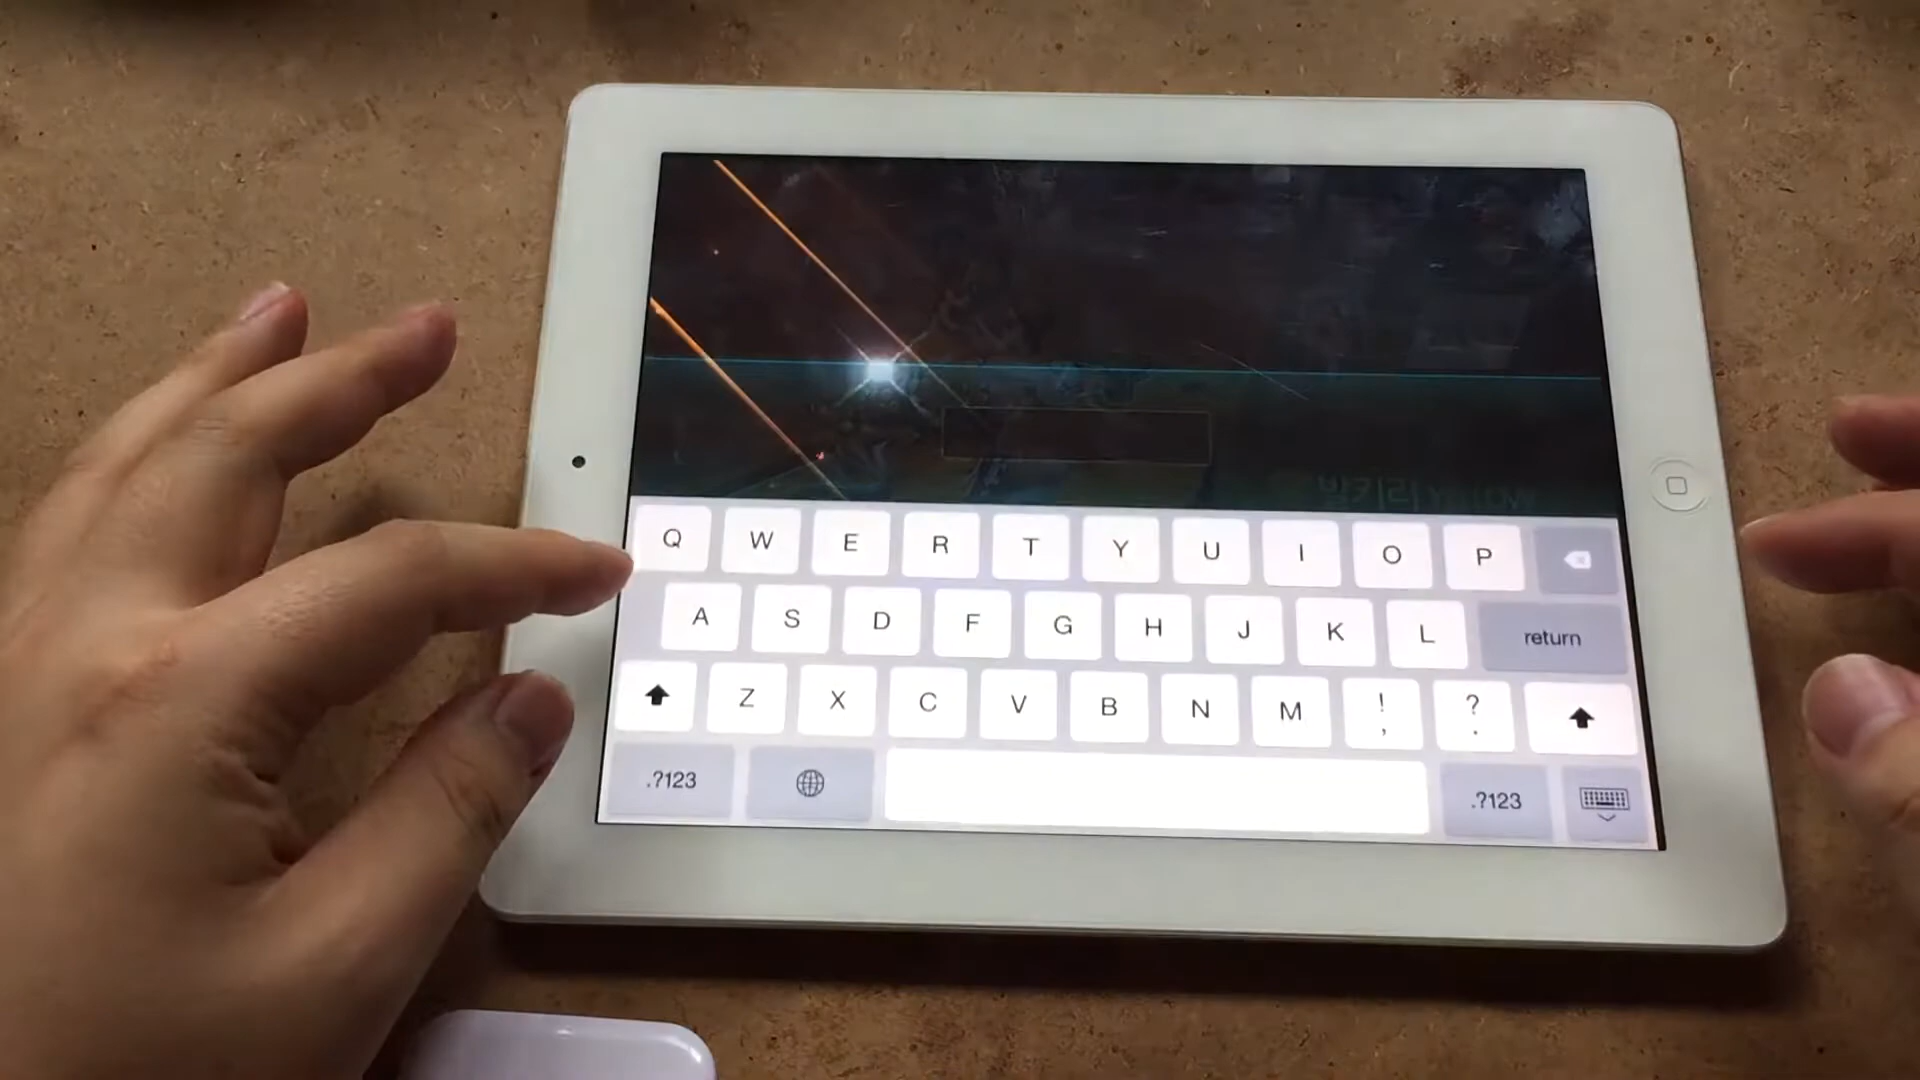 Q W E R T Y U I O P
A S D F G H J K L return
Z X C V B N M ! , ? .
.?123 .?123